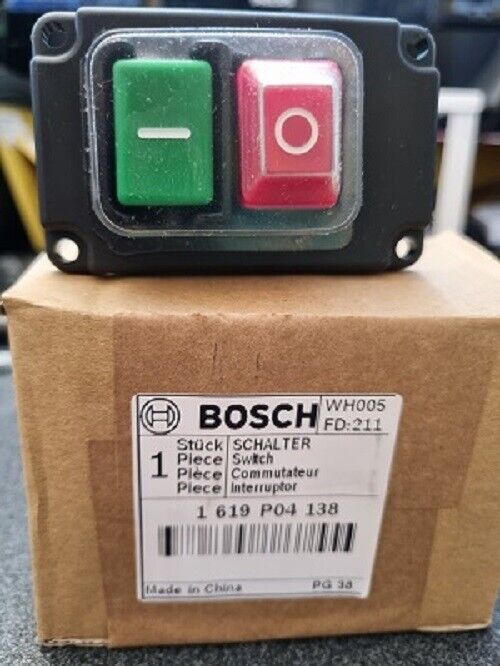 BOSCH
WH005
FD:211
1
Stück SCHALTER
Piece Switch
Pièce Commutateur
Piece Interruptor
1 619 P04 138
Made in China PG 38